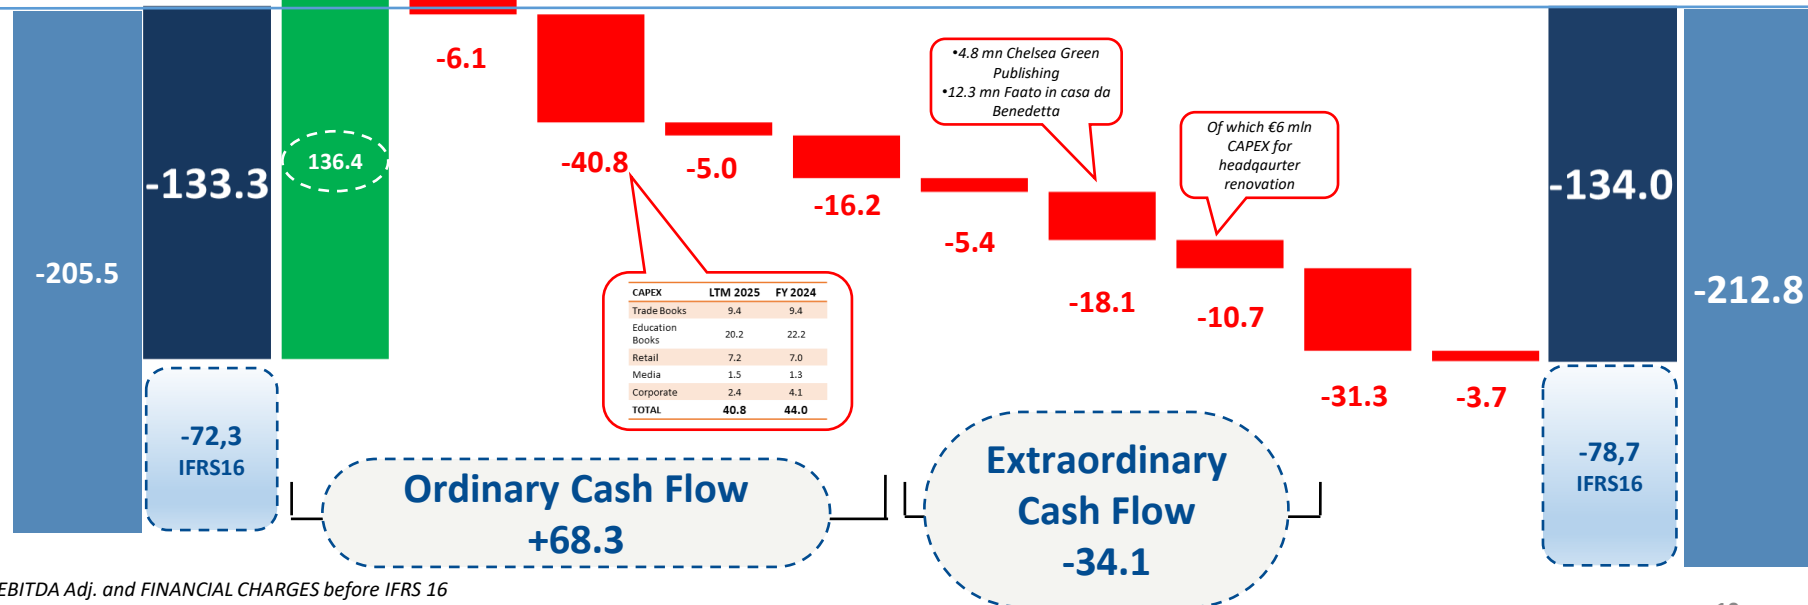 -205.5
-133.3
-72,3
IFRS16
136.4
-6.1
-40.8
-5.0
-16.2
-5.4
-18.1
-10.7
-31.3
-3.7
-134.0
-78,7
IFRS16
-212.8
•4.8 mn Chelsea Green
Publishing
•12.3 mn Faato in casa da
Benedetta
Of which €6 mln
CAPEX for
headqaurter
renovation
CAPEX LTM 2025 FY 2024
Trade Books 9.4 9.4
Education
Books 20.2 22.2
Retail 7.2 7.0
Media 1.5 1.3
Corporate 2.4 4.1
TOTAL 40.8 44.0
Ordinary Cash Flow
+68.3
Extraordinary
Cash Flow
-34.1
EBITDA Adj. and FINANCIAL CHARGES before IFRS 16